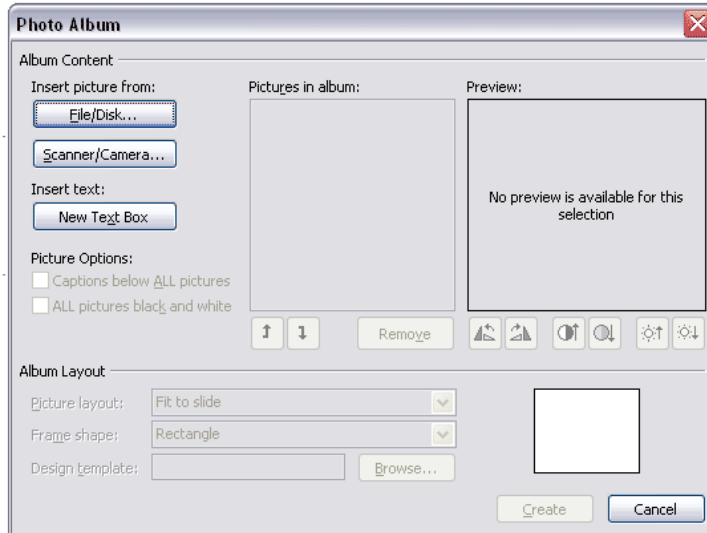 Photo Album
Album Content
Insert picture from:
File/Disk...
Scanner/Camera...
Insert text:
New Text Box
Picture Options:
Captions below ALL pictures
ALL pictures black and white
Pictures in album:
Remove
Preview:
No preview is available for this
selection
Album Layout
Picture layout:
Fit to slide
Frame shape:
Rectangle
Design template:
Browse...
Create
Cancel